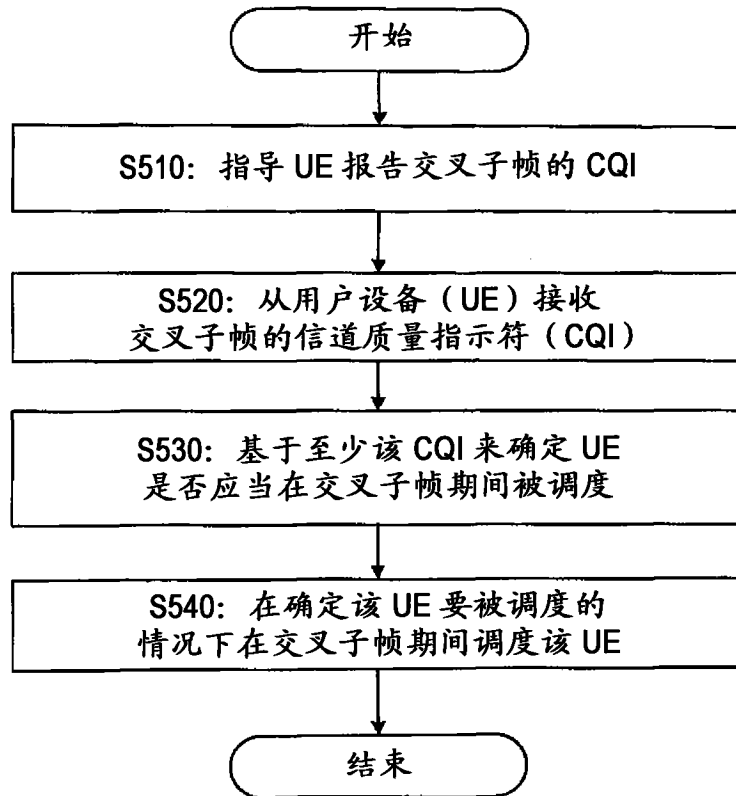 开始
S510: 指导 UE 报告交叉子帧的 CQI
S520: 从用户设备（UE）接收
交叉子帧的信道质量指示符（CQI）
S530: 基于至少该 CQI 来确定 UE
是否应当在交叉子帧期间被调度
S540: 在确定该 UE 要被调度的
情况下在交叉子帧期间调度该 UE
结束